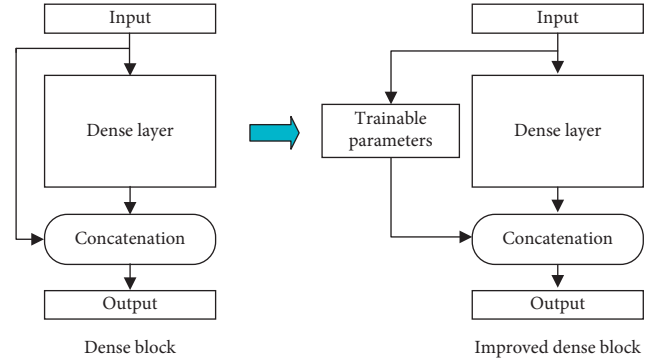 Input
Dense layer
Concatenation
Output
Dense block
Input
Trainable
parameters
Dense layer
Concatenation
Output
Improved dense block